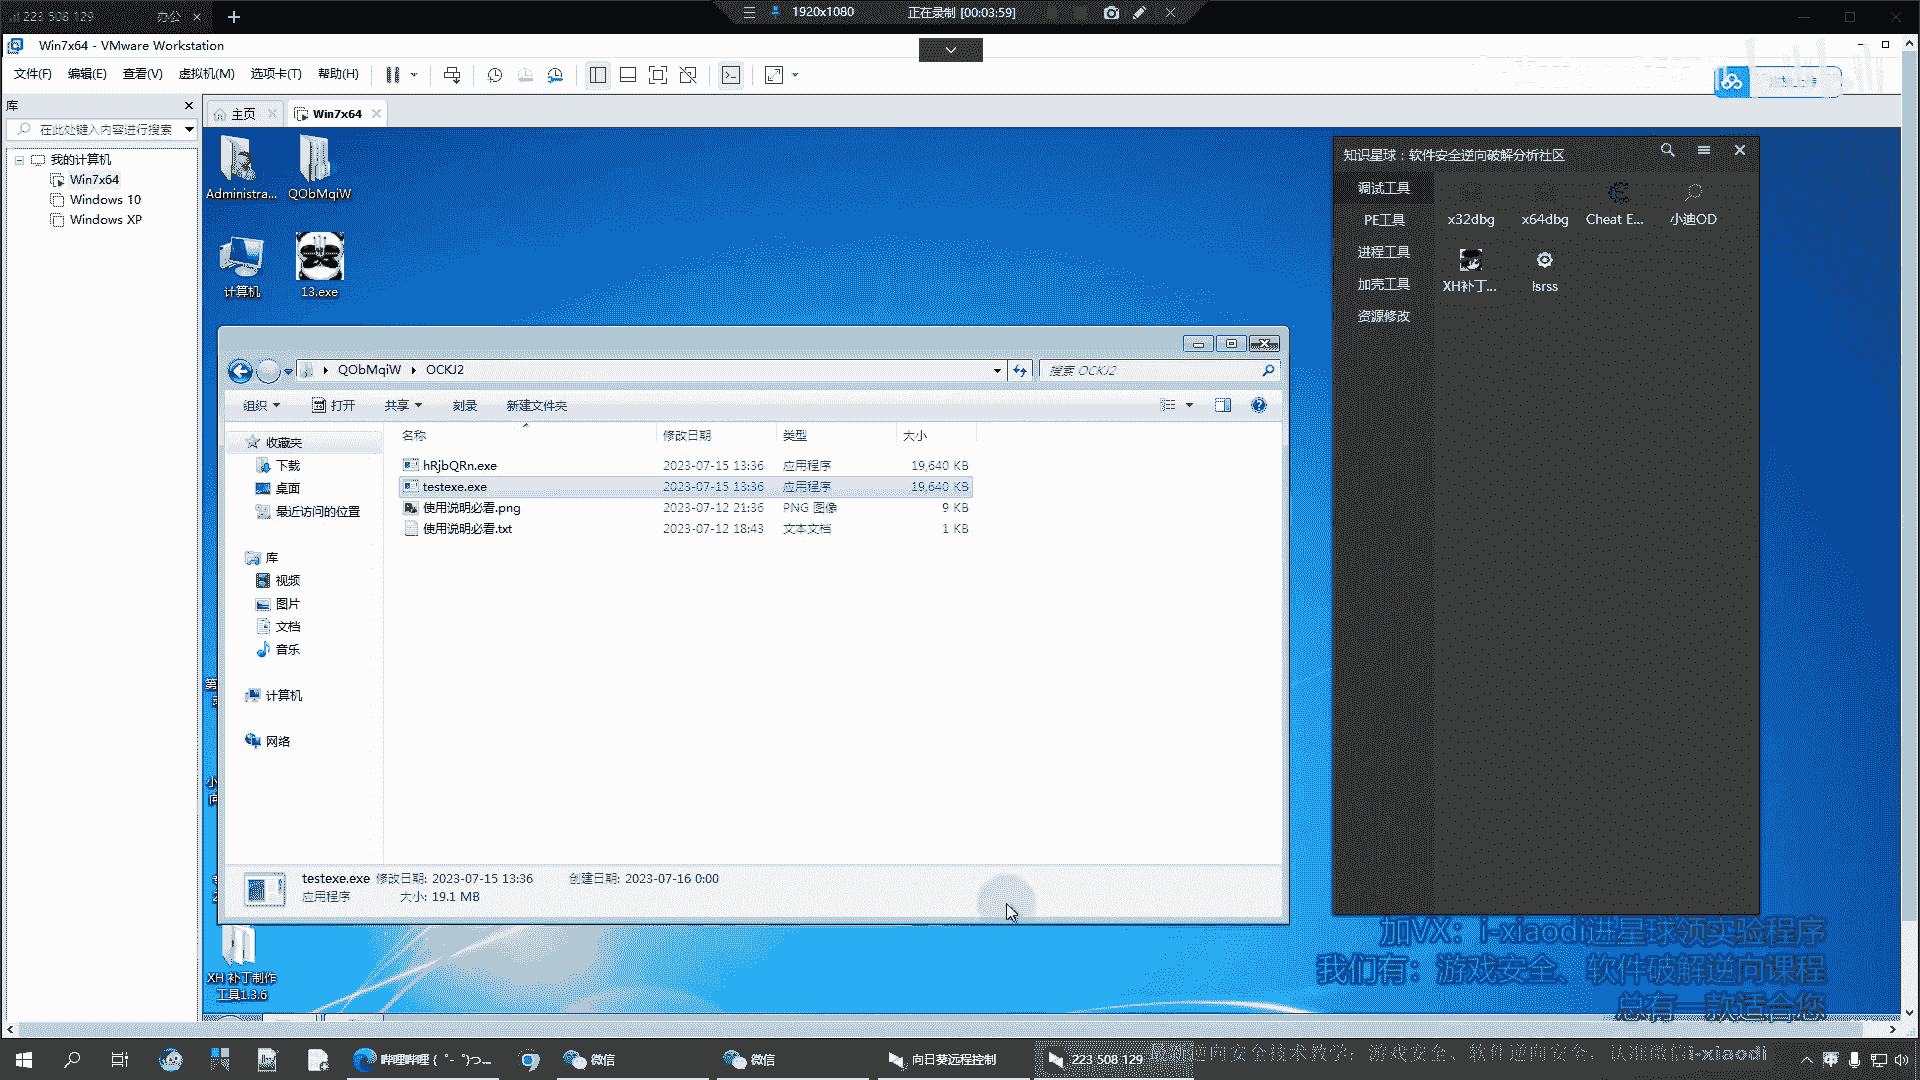 223 508 129
办公
1920x1080
正在录制 [00:03:59]
Win7x64 - VMware Workstation
文件(F)
编辑(E)
查看(V)
虚拟机(M)
选项卡(T)
帮助(H)
库
主页
Win7x64
在此处键入内容进行搜索
我的计算机
Win7x64
Windows 10
Windows XP
Administra...
QObMqiW
计算机
13.exe
知识星球：软件安全逆向破解分析社区
调试工具
PE工具
进程工具
加壳工具
资源修改
x32dbg
x64dbg
Cheat E...
小迪OD
XH补丁...
lsrss
QObMqiW
OCKJ2
搜索 OCKJ2
组织
打开
共享
刻录
新建文件夹
名称
修改日期
类型
大小
收藏夹
下载
桌面
最近访问的位置
库
视频
图片
文档
音乐
计算机
网络
hRjbQRn.exe 2023-07-15 13:36 应用程序 19,640 KB
testexe.exe 2023-07-15 13:36 应用程序 19,640 KB
使用说明必看.png 2023-07-12 21:36 PNG 图像 9 KB
使用说明必看.txt 2023-07-12 18:43 文本文档 1 KB
testexe.exe 修改日期: 2023-07-15 13:36 创建日期: 2023-07-16 0:00
应用程序 大小: 19.1 MB
XH 补丁制作
工具1.3.6
加VX：i-xiaodi进星球领实验程序
我们有：游戏安全、软件破解逆向课程
总有一款适合您
哔哩哔哩 ( ゜- ゜)つ...
微信
微信
向日葵远程控制
223 508 129
逆向安全技术教学：游戏安全、软件逆向安全，认准微信i-xiaodi